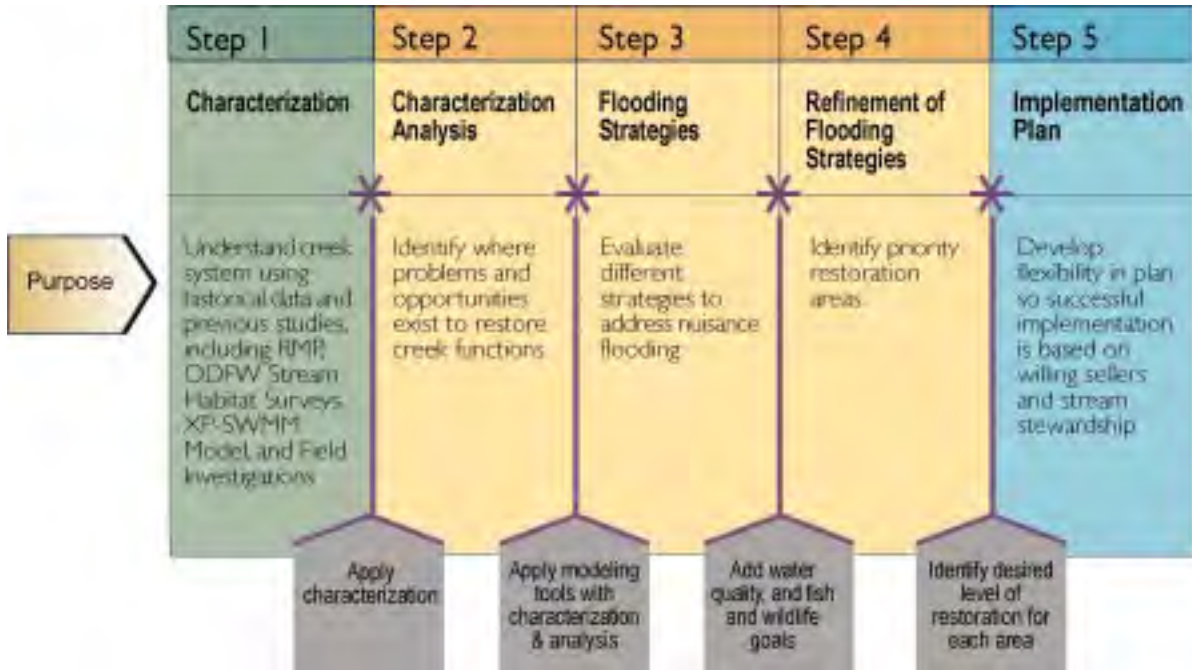 Step 1
Step 2
Step 3
Step 4
Step 5
Characterization
Characterization
Analysis
Flooding
Strategies
Refinement of
Flooding
Strategies
Implementation
Plan
Purpose
Understand creek
system using
historical data and
previous studies,
including RMP,
ODFW Stream
Habitat Surveys,
XP-SWMM
Model, and Field
Investigations
Identify where
problems and
opportunities
exist to restore
creek functions
Evaluate
different
strategies to
address nuisance
flooding
Identify priority
restoration
areas
Develop
flexibility in plan
so successful
implementation
is based on
willing sellers
and stream
stewardship
Apply
characterization
Apply modeling
tools with
characterization
& analysis
Add water
quality, and fish
and wildlife
goals
Identify desired
level of
restoration for
each area